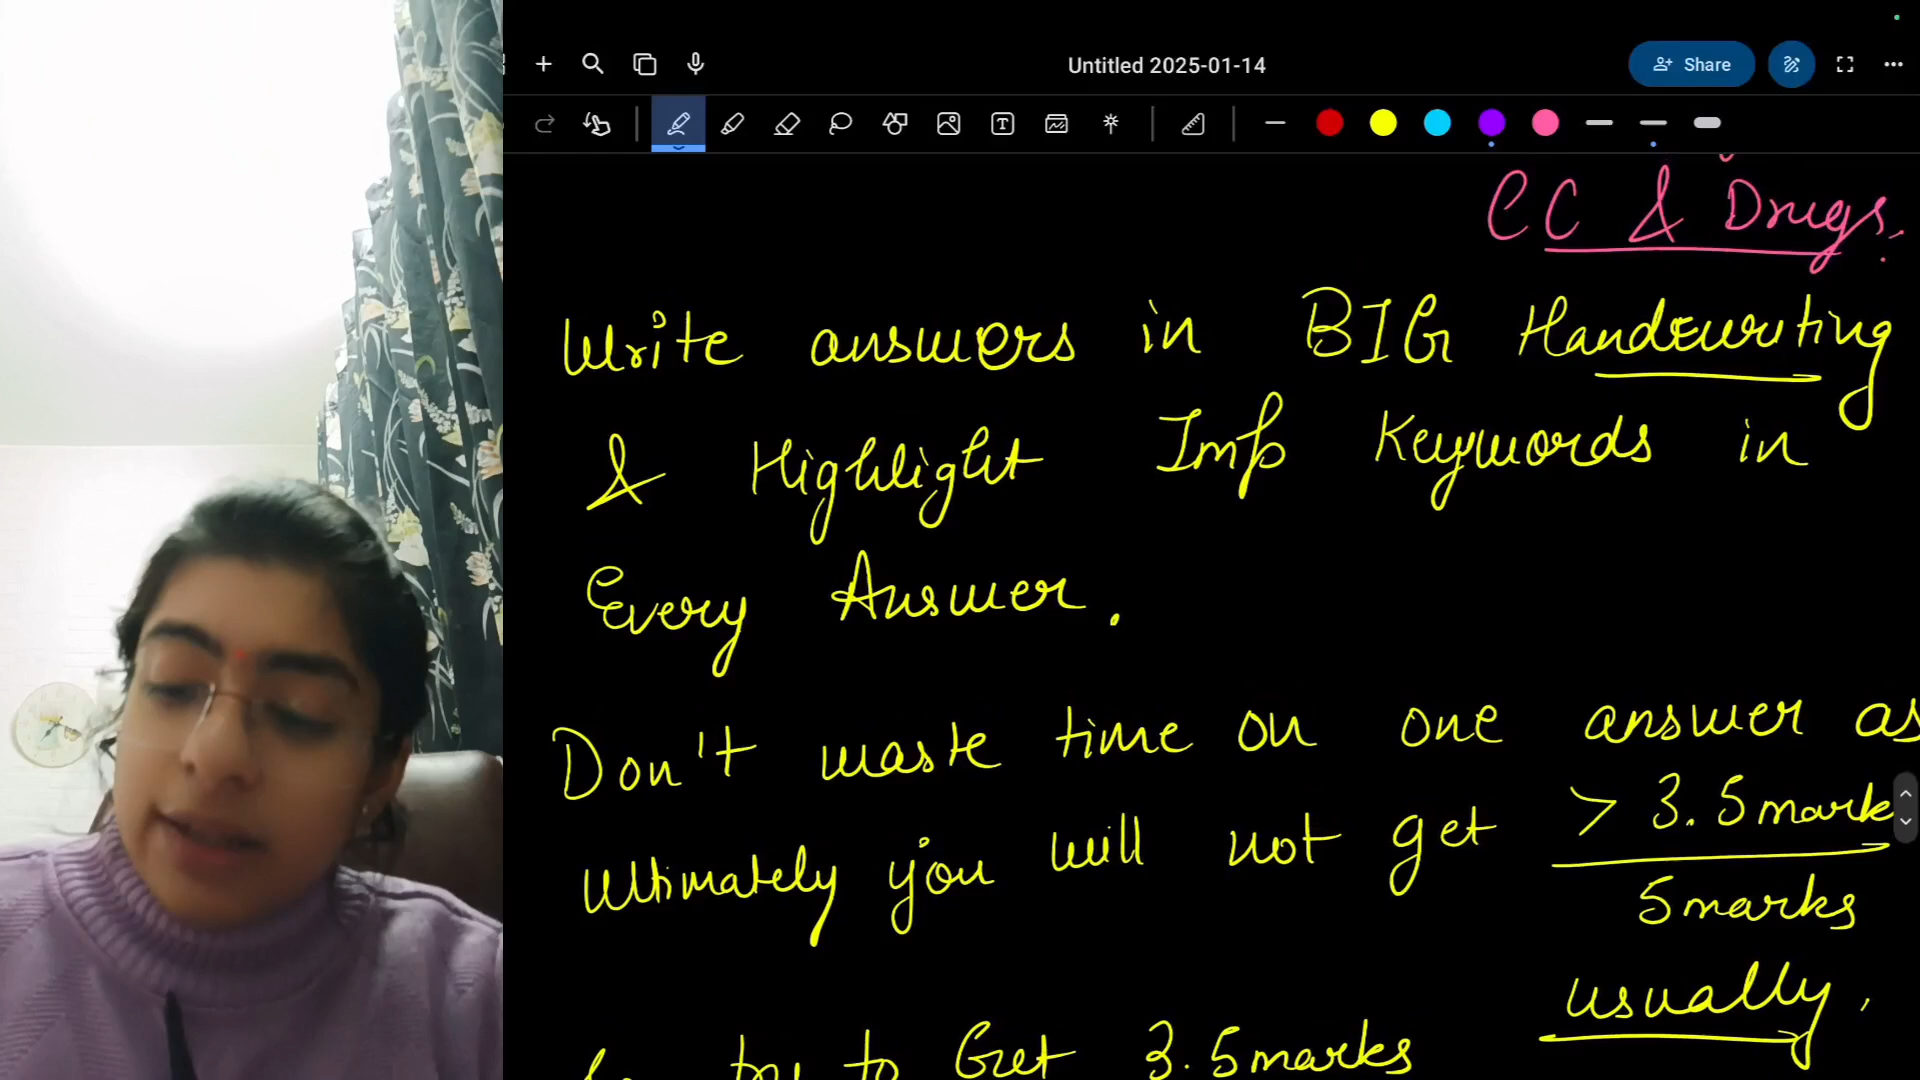 Untitled 2025-01-14
Share
CC & Drugs.
Write answers in BIG Handwriting
& Highlight Imp Keywords in
Every Answer.
Don't waste time on one answer as
ultimately you will not get > 3.5 mark
5 marks
usually.
try to Get 3.5 marks